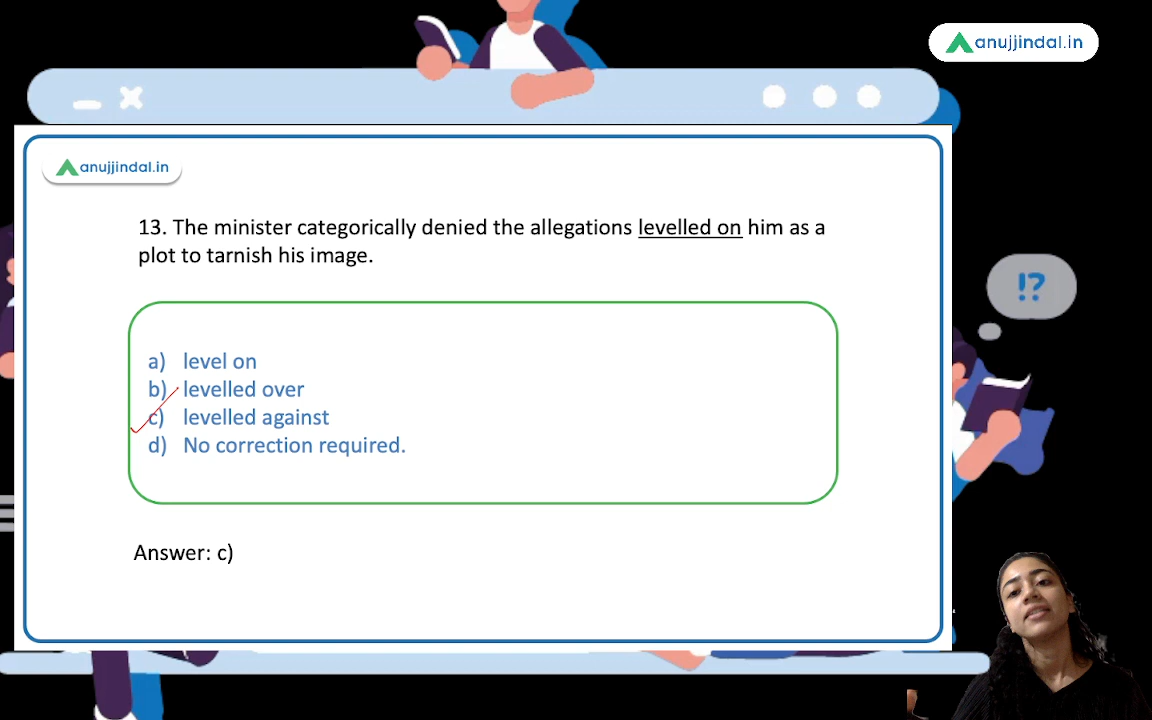 anujjindal.in
anujjindal.in
13. The minister categorically denied the allegations levelled on him as a
plot to tarnish his image.
a) level on
b) levelled over
c) levelled against
d) No correction required.
!?
Answer: c)